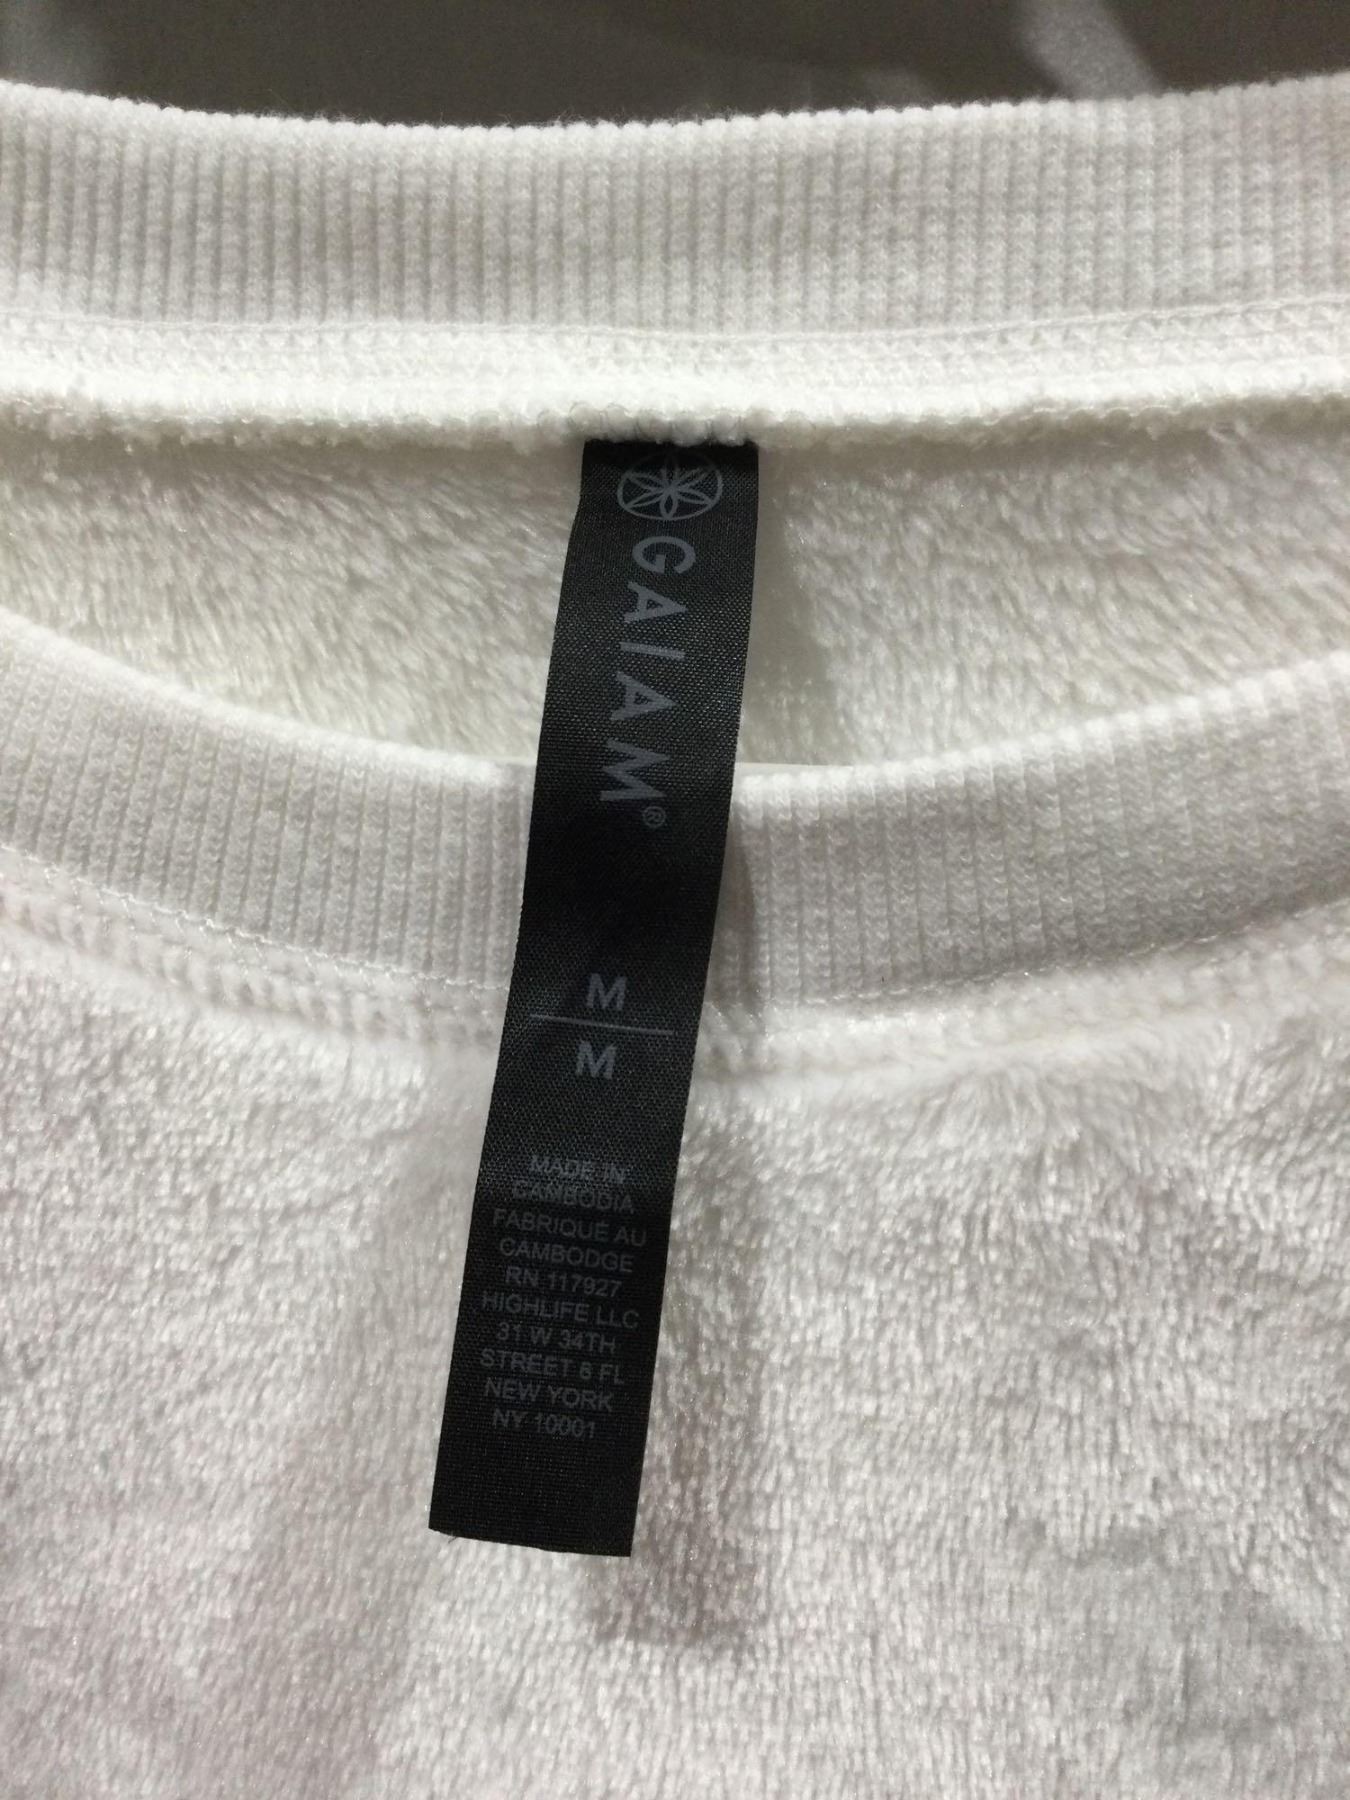 GAIAM®
M
M
MADE IN
CAMBODIA
FABRIQUÉ AU
CAMBODGE
RN 117927
HIGHLIFE LLC
31 W 34TH
STREET 6 FL
NEW YORK
NY 10001